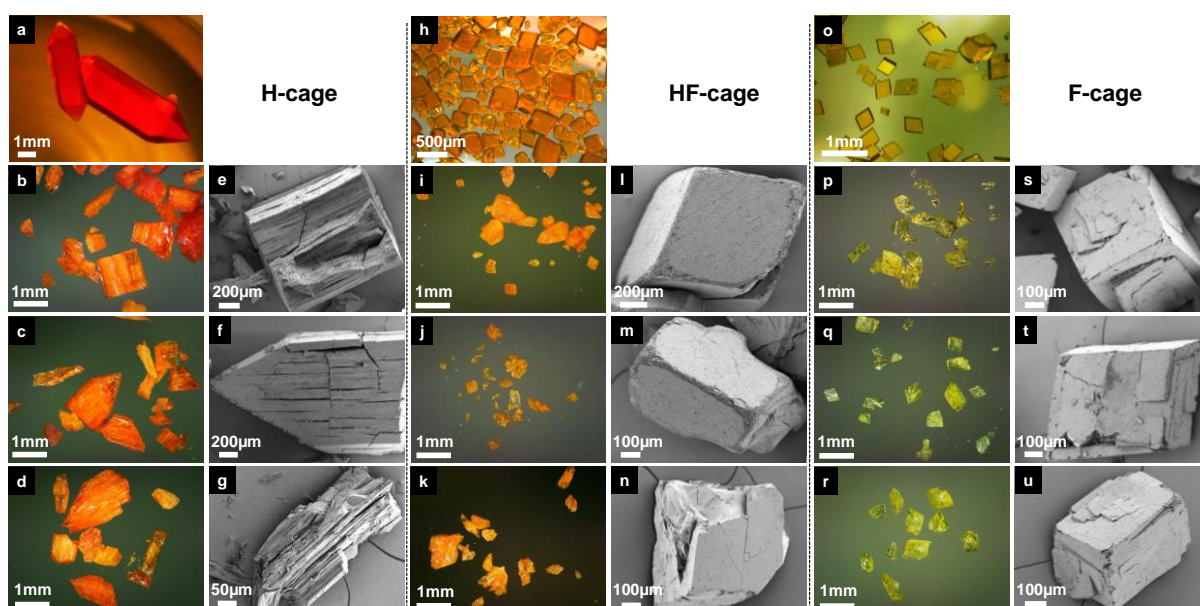 a
1mm
H-cage
h
500μm
HF-cage
o
1mm
F-cage
b
1mm
e
200μm
i
1mm
l
200μm
p
1mm
s
100μm
c
1mm
f
200μm
j
1mm
m
100μm
q
1mm
t
100μm
d
1mm
g
50μm
k
1mm
n
100μm
r
1mm
u
100μm